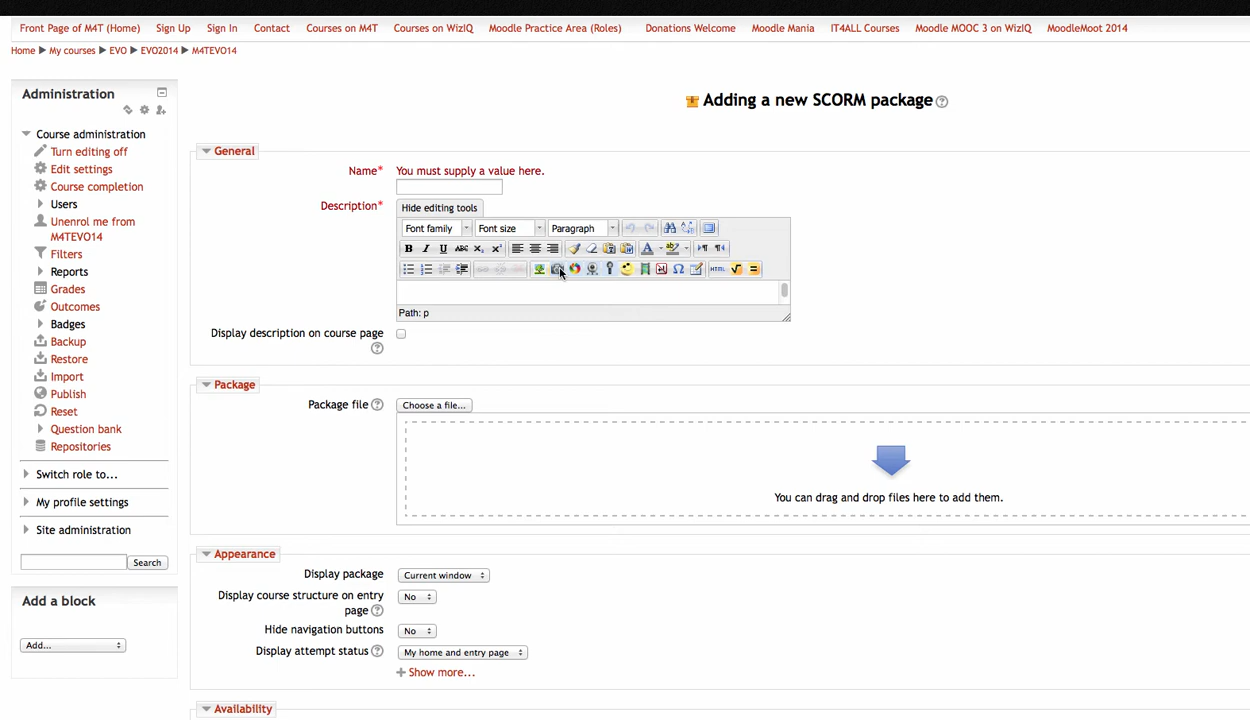 Front Page of M4T (Home) Sign Up Sign In Contact Courses on M4T Courses on WizIQ Moodle Practice Area (Roles) Donations Welcome Moodle Mania IT4ALL Courses Moodle MOOC 3 on WizIQ MoodleMoot 2014
Home ▶ My courses ▶ EVO ▶ EVO2014 ▶ M4TEVO14
Administration
Course administration
Turn editing off
Edit settings
Course completion
Users
Unenrol me from
M4TEVO14
Filters
Reports
Grades
Outcomes
Badges
Backup
Restore
Import
Publish
Reset
Question bank
Repositories
Switch role to...
My profile settings
Site administration
Search
Add a block
Add...
Adding a new SCORM package
General
Name* You must supply a value here.
Description* Hide editing tools
Font family Font size Paragraph
B I U ABC X₂ X² A ab
Ω HTML
Path: p
Display description on course page
Package
Package file Choose a file...
You can drag and drop files here to add them.
Appearance
Display package Current window
Display course structure on entry
page No
Hide navigation buttons No
Display attempt status My home and entry page
Show more...
Availability